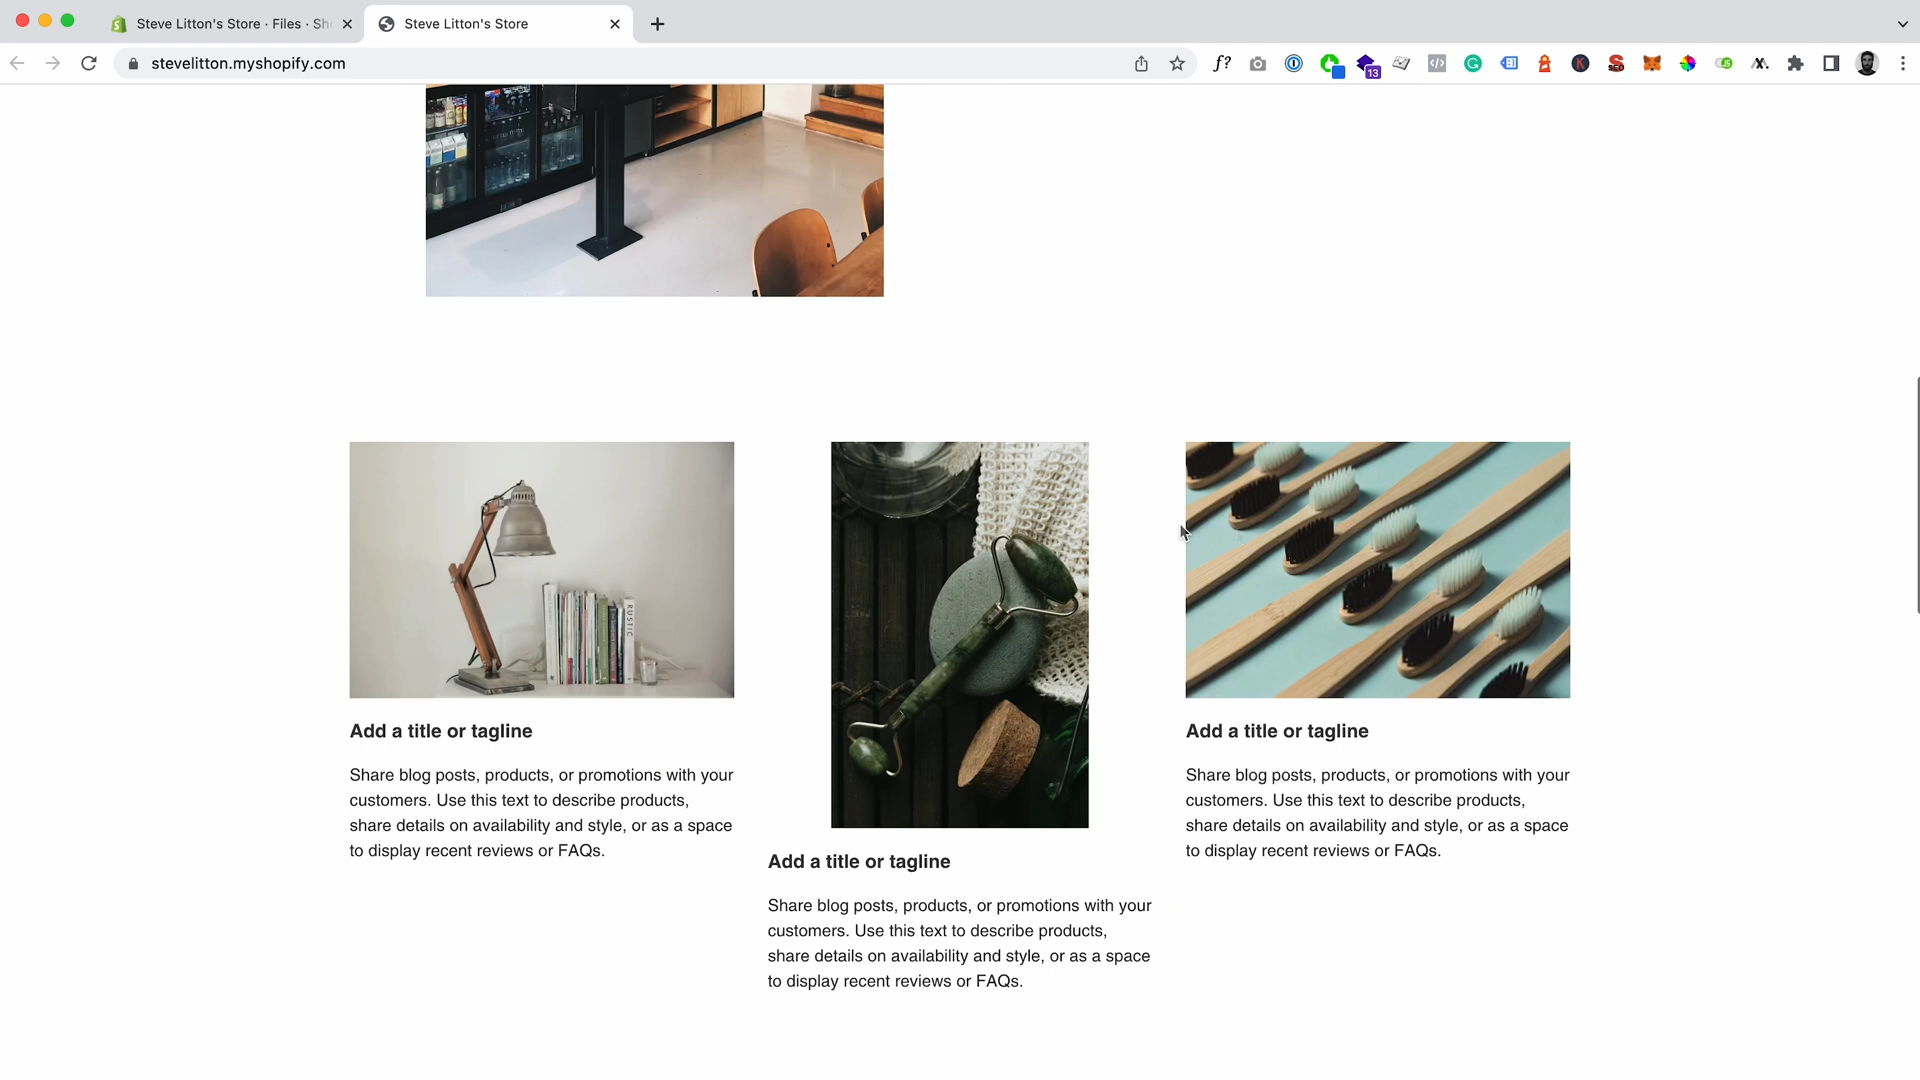 Steve Litton's Store · Files · Sh
Steve Litton's Store
stevelitton.myshopify.com
f?
13
RUSTIC
Add a title or tagline
Share blog posts, products, or promotions with your
customers. Use this text to describe products,
share details on availability and style, or as a space
to display recent reviews or FAQs.
Add a title or tagline
Share blog posts, products, or promotions with your
customers. Use this text to describe products,
share details on availability and style, or as a space
to display recent reviews or FAQs.
Add a title or tagline
Share blog posts, products, or promotions with your
customers. Use this text to describe products,
share details on availability and style, or as a space
to display recent reviews or FAQs.